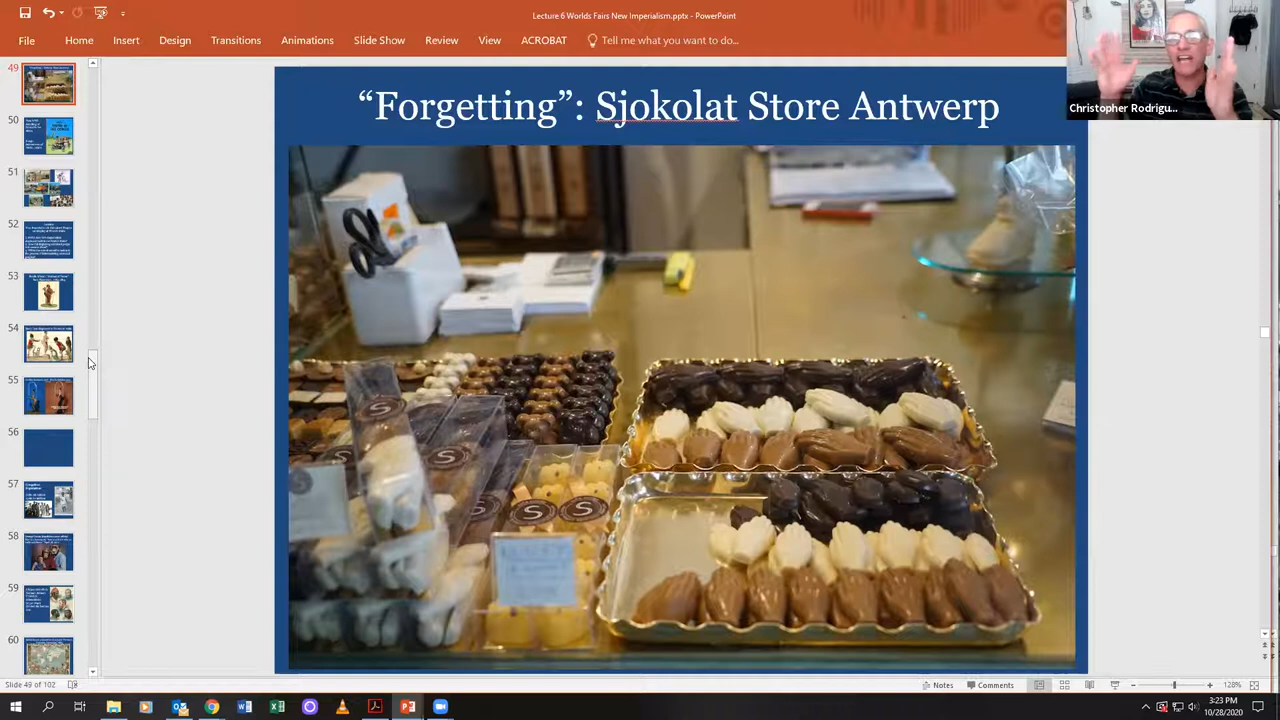 Lecture 6 Worlds Fairs New Imperialism.pptx - PowerPoint
File Home Insert Design Transitions Animations Slide Show Review View ACROBAT Tell me what you want to do...
Christopher Rodrigu...
"Forgetting": Sjokolat Store Antwerp
49
50
51
52
53
54
55
56
57
58
59
60
S
S
S
S
S
Slide 49 of 102
Notes Comments 128%
3:23 PM
10/28/2020